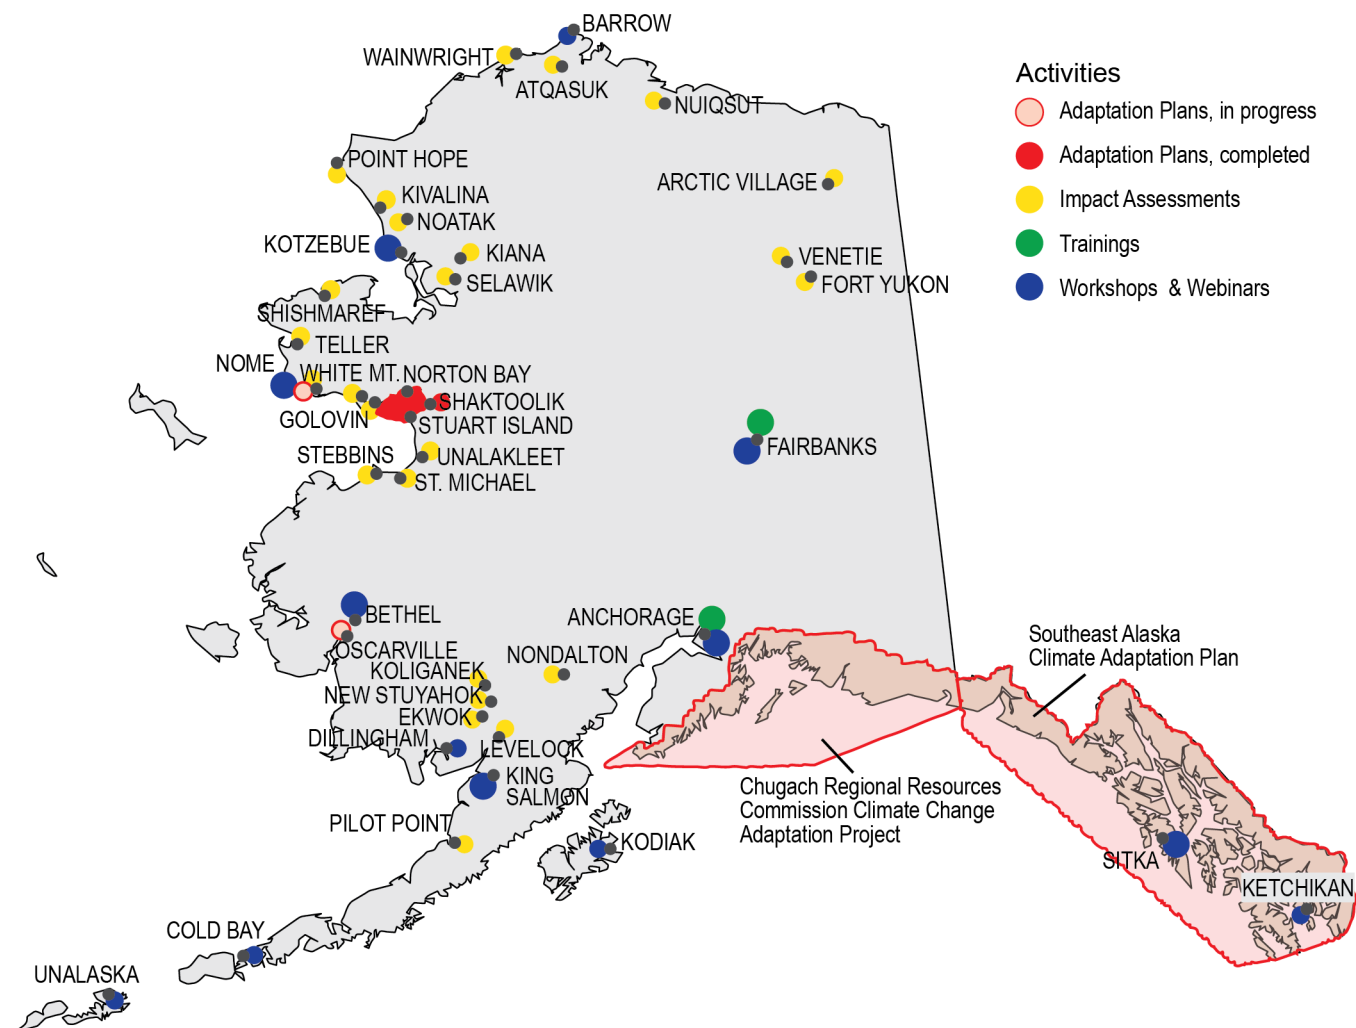 BARROW
WAINWRIGHT
ATQASUK
NUIQSUT
Activities
Adaptation Plans, in progress
Adaptation Plans, completed
Impact Assessments
Trainings
Workshops & Webinars
POINT HOPE
ARCTIC VILLAGE
KIVALINA
NOATAK
KOTZEBUE
KIANA
SELAWIK
VENETIE
FORT YUKON
SHISHMAREF
TELLER
NOME
WHITE MT.
NORTON BAY
SHAKTOOLIK
GOLOVIN
STUART ISLAND
STEBBINS
UNALAKLEET
ST. MICHAEL
FAIRBANKS
BETHEL
OSCARVILLE
ANCHORAGE
KOLIGANEK
NONDALTON
NEW STUYAHOK
EKWOK
DILLINGHAM
LEVELOCK
KING
SALMON
PILOT POINT
KODIAK
Southeast Alaska
Climate Adaptation Plan
Chugach Regional Resources
Commission Climate Change
Adaptation Project
SITKA
KETCHIKAN
COLD BAY
UNALASKA